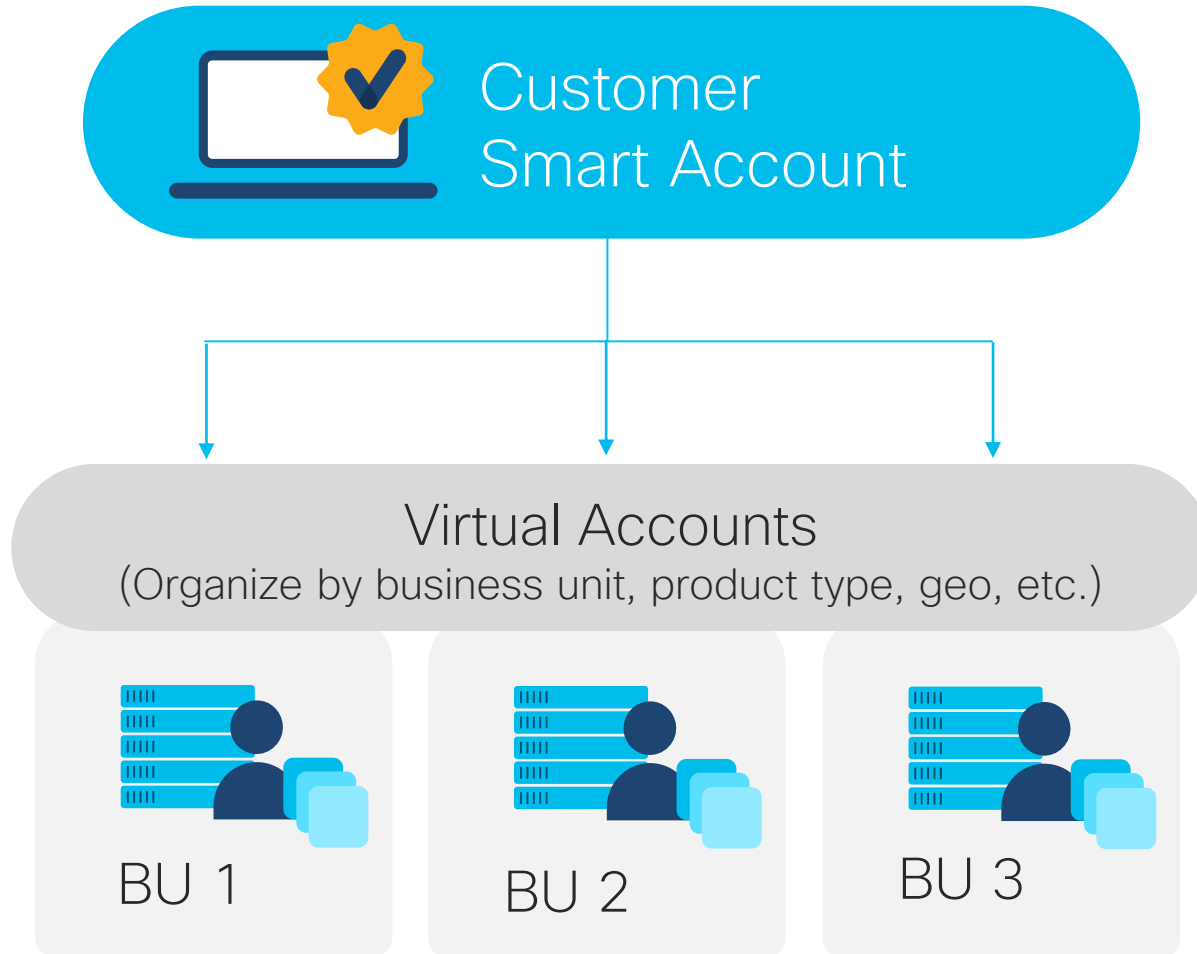 Customer
Smart Account
Virtual Accounts
(Organize by business unit, product type, geo, etc.)
BU 1
BU 2
BU 3